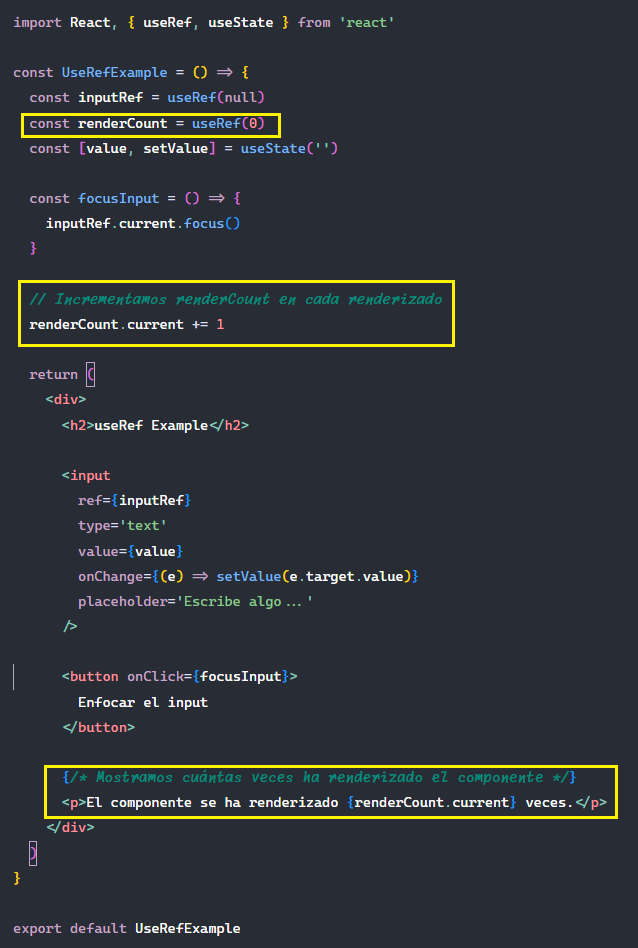 import React, { useRef, useState } from 'react'
const UseRefExample = () => {
const inputRef = useRef(null)
const renderCount = useRef(0)
const [value, setValue] = useState('')
const focusInput = () => {
inputRef.current.focus()
}
// Incrementamos renderCount en cada renderizado
renderCount.current += 1
return (
<div>
<h2>useRef Example</h2>
<input
ref={inputRef}
type='text'
value={value}
onChange={(e) => setValue(e.target.value)}
placeholder='Escribe algo...'
/>
<button onClick={focusInput}>
Enfocar el input
</button>
{/* Mostramos cuántas veces ha renderizado el componente */}
<p>El componente se ha renderizado {renderCount.current} veces.</p>
</div>
)
}
export default UseRefExample